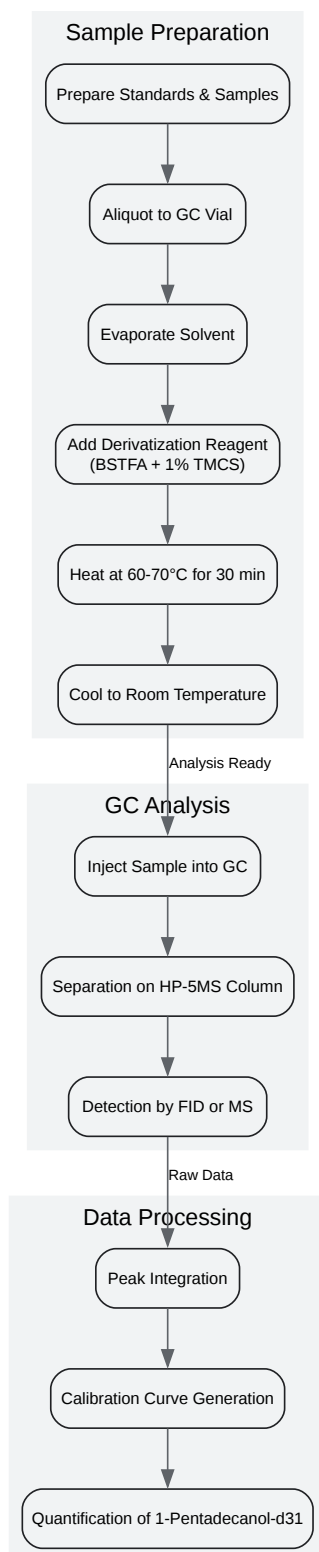 Sample Preparation
Prepare Standards & Samples
Aliquot to GC Vial
Evaporate Solvent
Add Derivatization Reagent
(BSTFA + 1% TMCS)
Heat at 60-70°C for 30 min
Cool to Room Temperature
Analysis Ready
GC Analysis
Inject Sample into GC
Separation on HP-5MS Column
Detection by FID or MS
Raw Data
Data Processing
Peak Integration
Calibration Curve Generation
Quantification of 1-Pentadecanol-d31